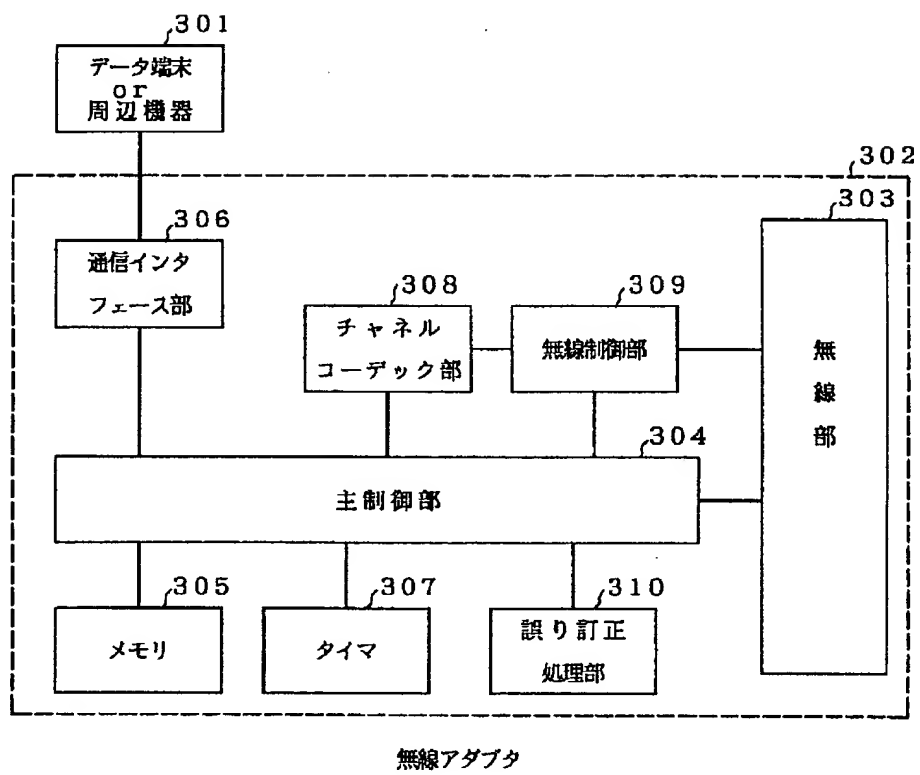 301
データ端末
or
周辺機器
302
303
306
通信インタ
フェース部
308
チャネル
コーデック部
309
無線制御部
無
線
部
304
主制御部
305
メモリ
307
タイマ
310
誤り訂正
処理部
無線アダプタ